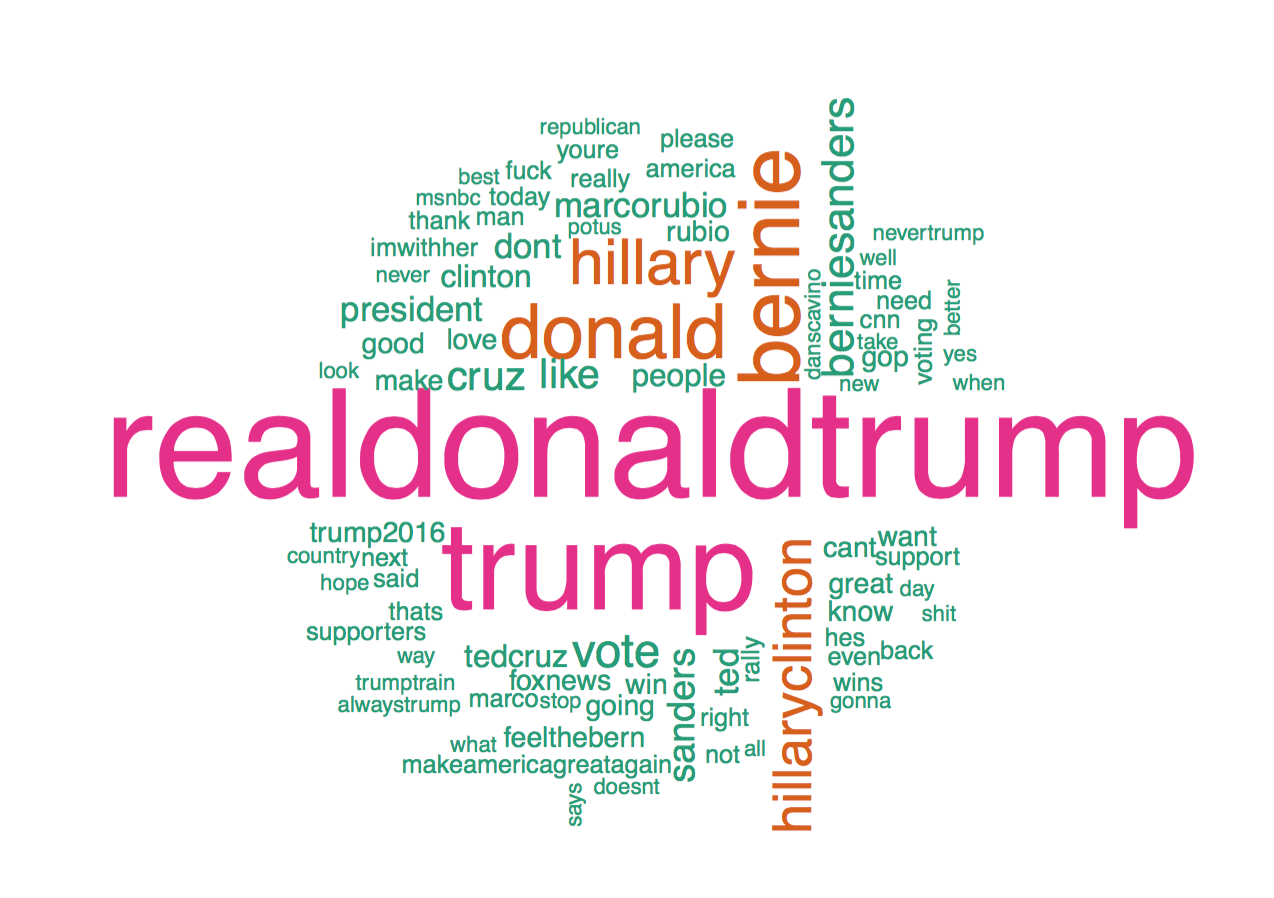 republican
please
youre
best
fuck
really
america
msnbc
today
marcorubio
thank
man
potus
rubio
imwithher
dont
hillary
never
clinton
president
donald
good
love
look
make
cruz
like
people
bernie
berniesanders
danscavino
nevertrump
well
time
need
better
cnn
take
gop
voting
yes
new
when
realdonaldtrump
trump2016
trump
country
next
hope
said
thats
supporters
way
tedcruz
vote
trumptrain
foxnews
win
alwaystrump
marco
stop
going
sanders
ted
rally
right
what
feelthebern
not
all
makeamericagreatagain
says
doesnt
hillaryclinton
cant
want
support
great
day
know
shit
hes
even
back
wins
gonna